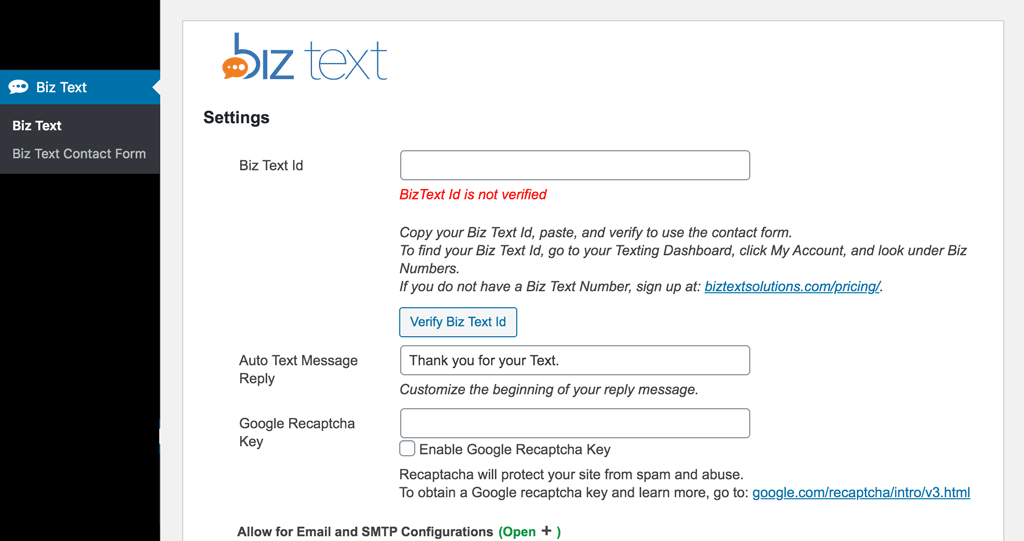 biz text
Biz Text
Biz Text
Biz Text Contact Form
Settings
Biz Text Id
BizText Id is not verified
Copy your Biz Text Id, paste, and verify to use the contact form.
To find your Biz Text Id, go to your Texting Dashboard, click My Account, and look under Biz
Numbers.
If you do not have a Biz Text Number, sign up at: biztextsolutions.com/pricing/.
Verify Biz Text Id
Auto Text Message
Reply
Thank you for your Text.
Customize the beginning of your reply message.
Google Recaptcha
Key
Enable Google Recaptcha Key
Recaptacha will protect your site from spam and abuse.
To obtain a Google recaptcha key and learn more, go to: google.com/recaptcha/intro/v3.html
Allow for Email and SMTP Configurations (Open + )